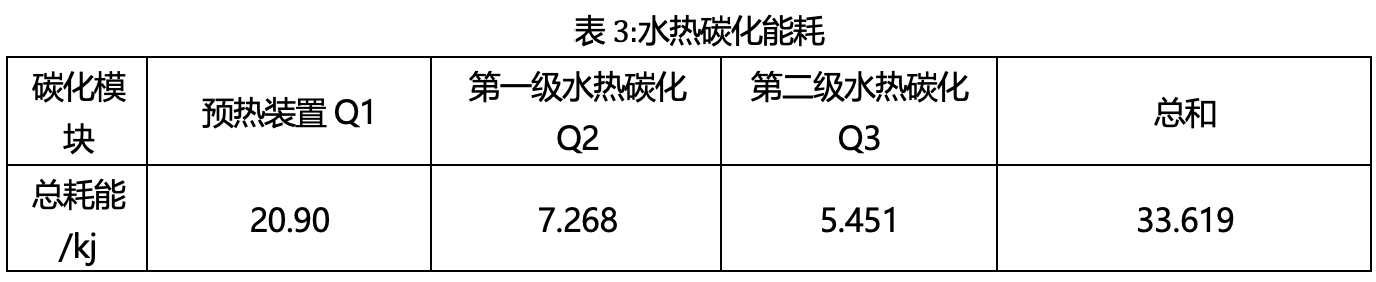 表 3:水热碳化能耗
碳化模
块
预热装置 Q1
第一级水热碳化
Q2
第二级水热碳化
Q3
总和
总耗能
/kj
20.90
7.268
5.451
33.619